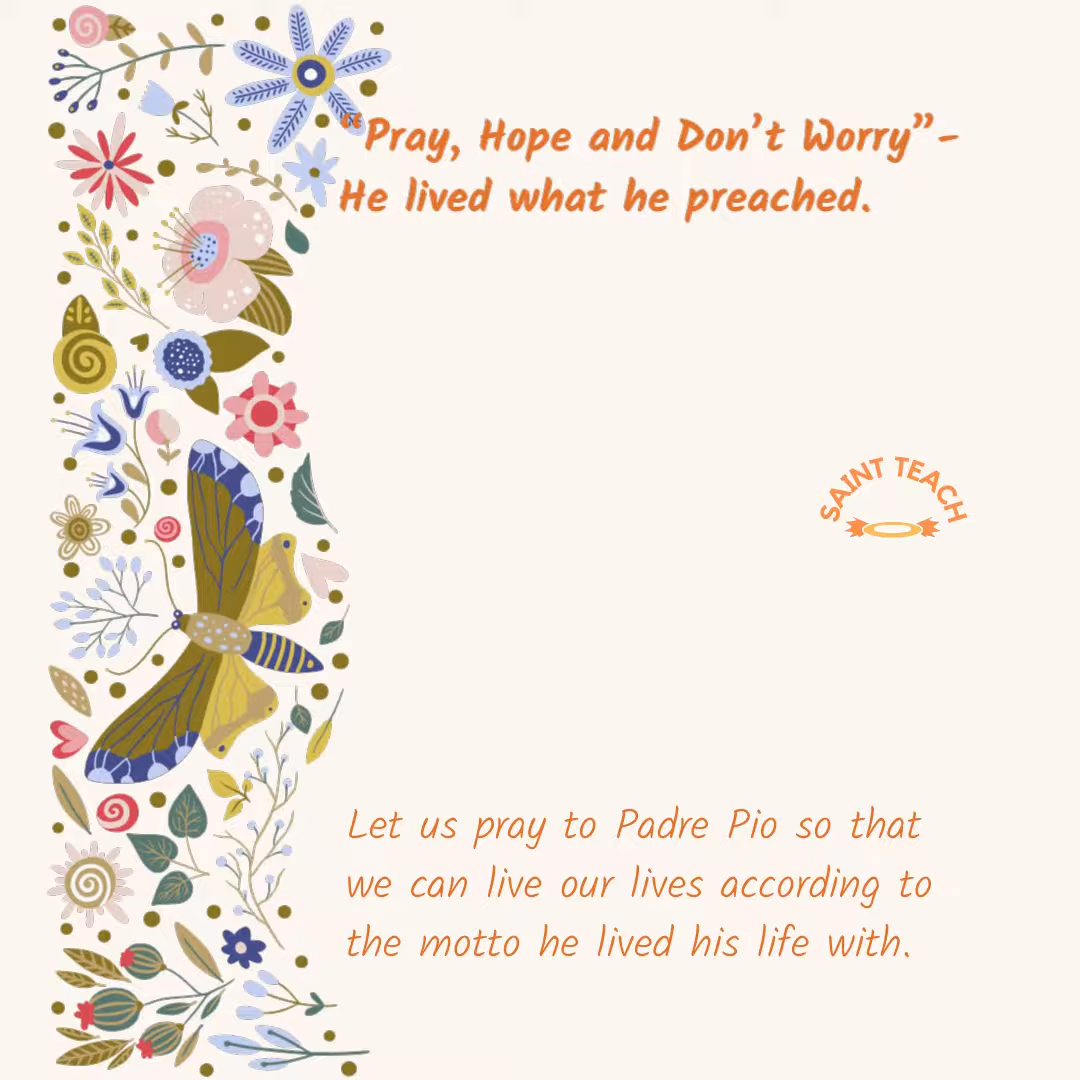 “Pray, Hope and Don’t Worry”-
He lived what he preached.
SAINT TEACH
Let us pray to Padre Pio so that
we can live our lives according to
the motto he lived his life with.